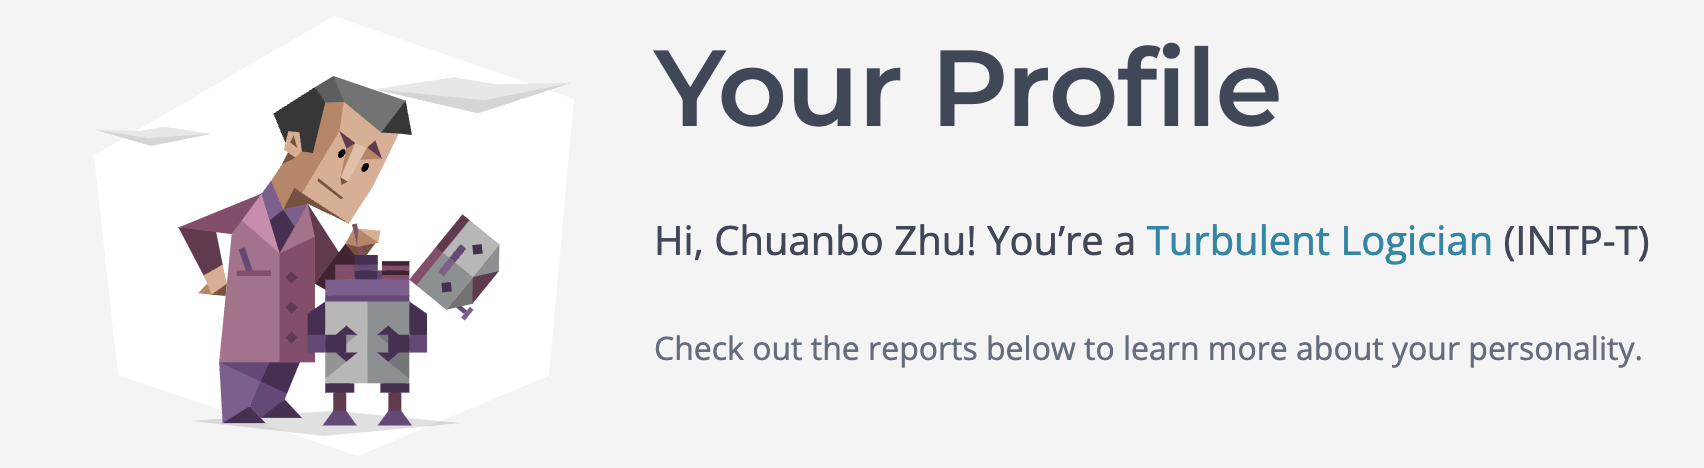 Your Profile
Hi, Chuanbo Zhu! You’re a Turbulent Logician (INTP-T)
Check out the reports below to learn more about your personality.